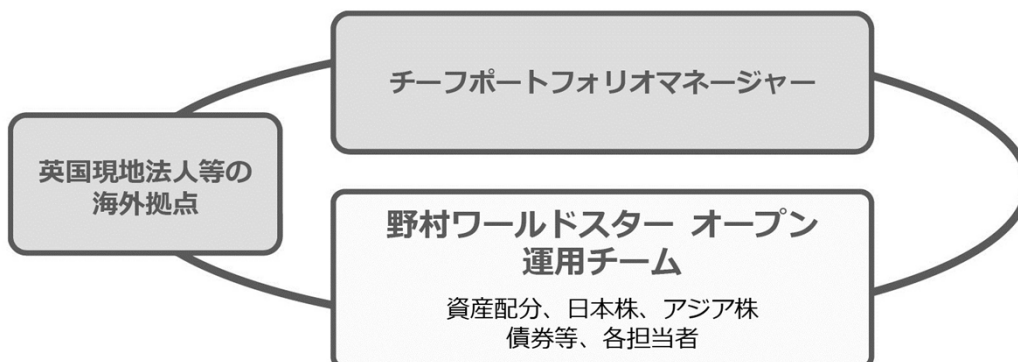 チーフポートフォリオマネージャー
英国現地法人等の
海外拠点
野村ワールドスター オープン
運用チーム
資産配分、日本株、アジア株
債券等、各担当者